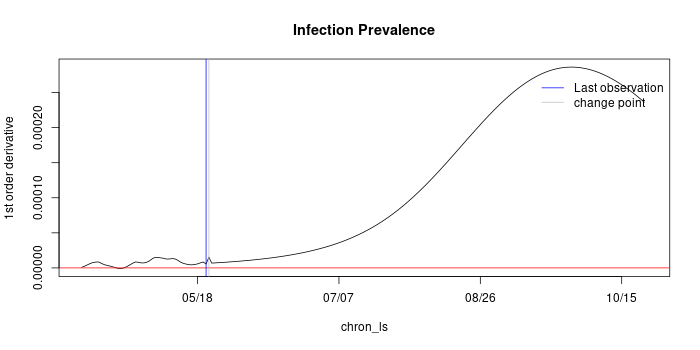 Infection Prevalence
1st order derivative
0.00020
0.00010
0.00000
Last observation
change point
05/18 07/07 08/26 10/15
chron_ls